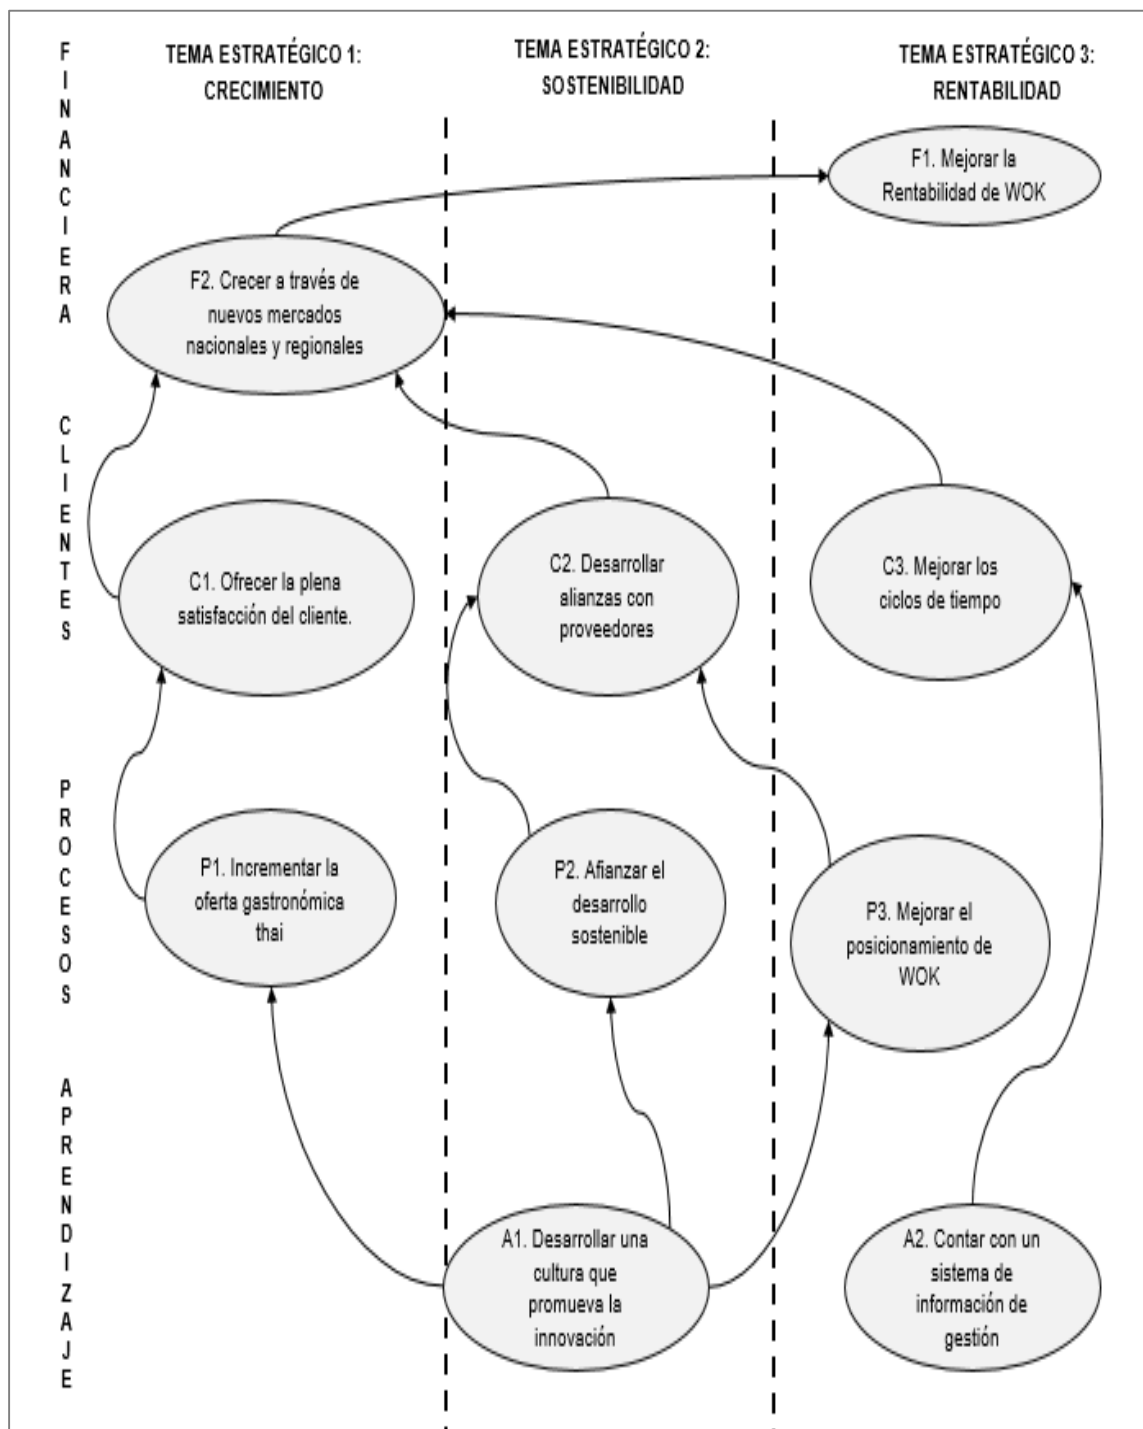 FINANCIERA
TEMA ESTRATÉGICO 1:
CRECIMIENTO
TEMA ESTRATÉGICO 2:
SOSTENIBILIDAD
TEMA ESTRATÉGICO 3:
RENTABILIDAD
F1. Mejorar la
Rentabilidad de WOK
F2. Crecer a través de
nuevos mercados
nacionales y regionales
CLIENTES
C1. Ofrecer la plena
satisfacción del cliente.
C2. Desarrollar
alianzas con
proveedores
C3. Mejorar los
ciclos de tiempo
PROCESOS
P1. Incrementar la
oferta gastronómica
thai
P2. Afianzar el
desarrollo
sostenible
P3. Mejorar el
posicionamiento de
WOK
APRENDIZAJE
A1. Desarrollar una
cultura que
promueva la
innovación
A2. Contar con un
sistema de
información de
gestión